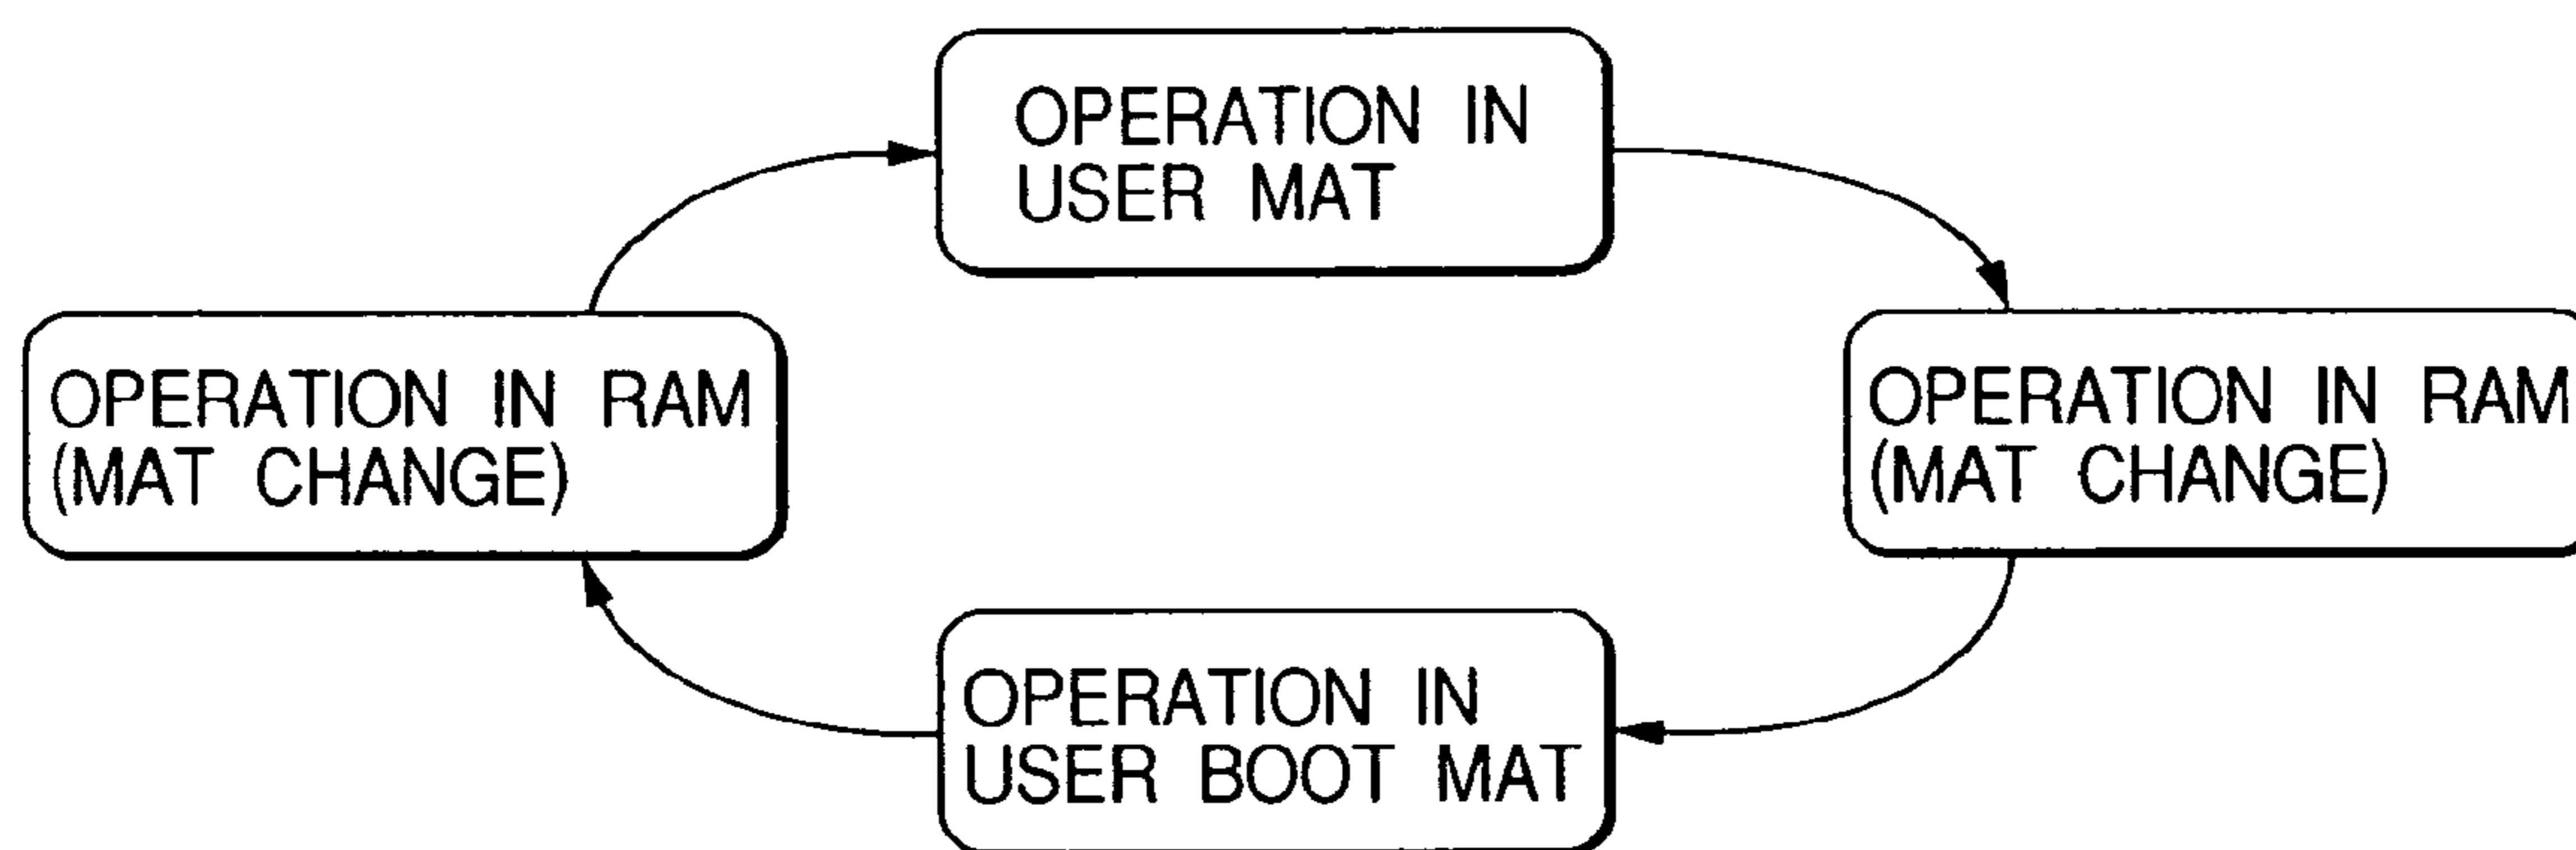 OPERATION IN
USER MAT
OPERATION IN RAM
(MAT CHANGE)
OPERATION IN RAM
(MAT CHANGE)
OPERATION IN
USER BOOT MAT